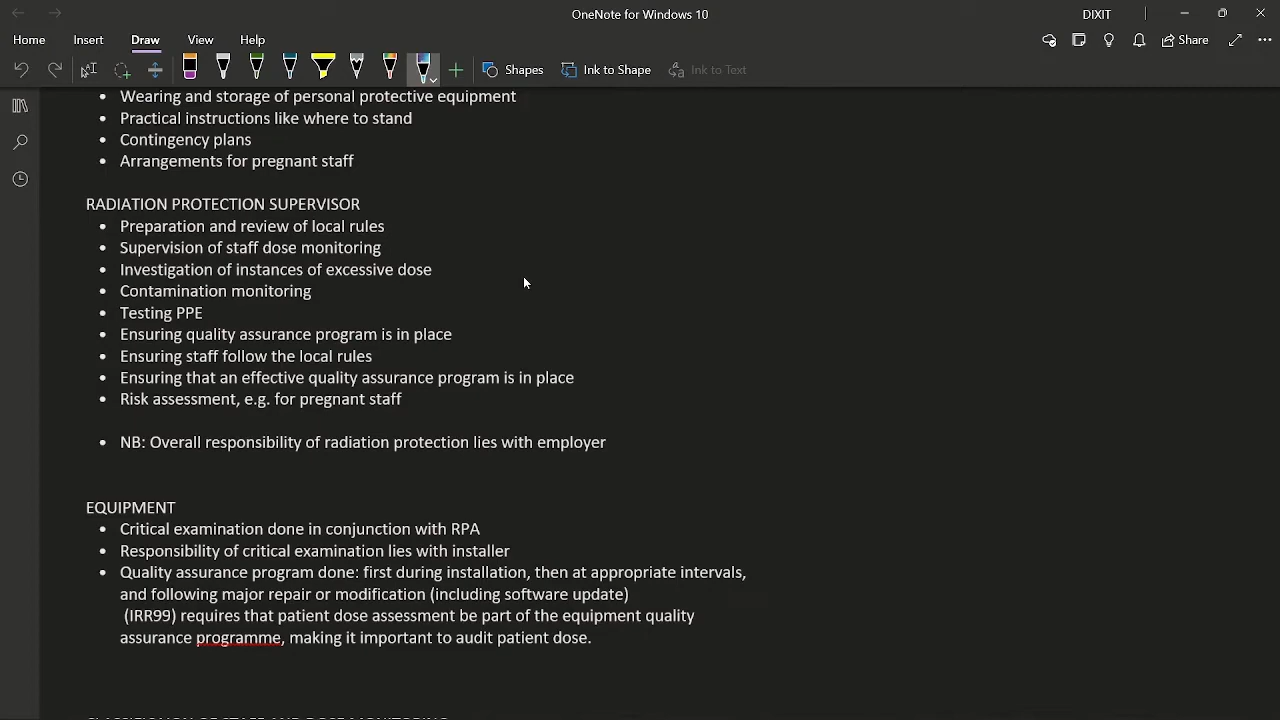 OneNote for Windows 10
DIXIT
Home Insert Draw View Help
Share
Shapes Ink to Shape Ink to Text
• Wearing and storage of personal protective equipment
• Practical instructions like where to stand
• Contingency plans
• Arrangements for pregnant staff
RADIATION PROTECTION SUPERVISOR
• Preparation and review of local rules
• Supervision of staff dose monitoring
• Investigation of instances of excessive dose
• Contamination monitoring
• Testing PPE
• Ensuring quality assurance program is in place
• Ensuring staff follow the local rules
• Ensuring that an effective quality assurance program is in place
• Risk assessment, e.g. for pregnant staff
• NB: Overall responsibility of radiation protection lies with employer
EQUIPMENT
• Critical examination done in conjunction with RPA
• Responsibility of critical examination lies with installer
• Quality assurance program done: first during installation, then at appropriate intervals,
and following major repair or modification (including software update)
(IRR99) requires that patient dose assessment be part of the equipment quality
assurance programme, making it important to audit patient dose.